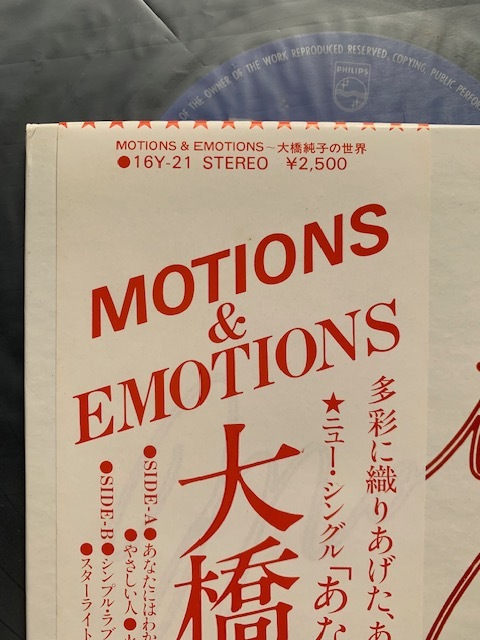 OF THE OWNER OF THE WORK REPRODUCED RESERVED COPYING, PUBLIC PERFOR
PHILIPS
MOTIONS & EMOTIONS~大橋純子の世界
●16Y-21 STEREO ¥2,500
MOTIONS
&
EMOTIONS
多彩に織りあげた、あ
★ニュー・シングル「あな
大橋
●SIDE-A●あなたにはわか
●やさしい人●
●SIDE-B●シンプル・ラブ
●スターライト